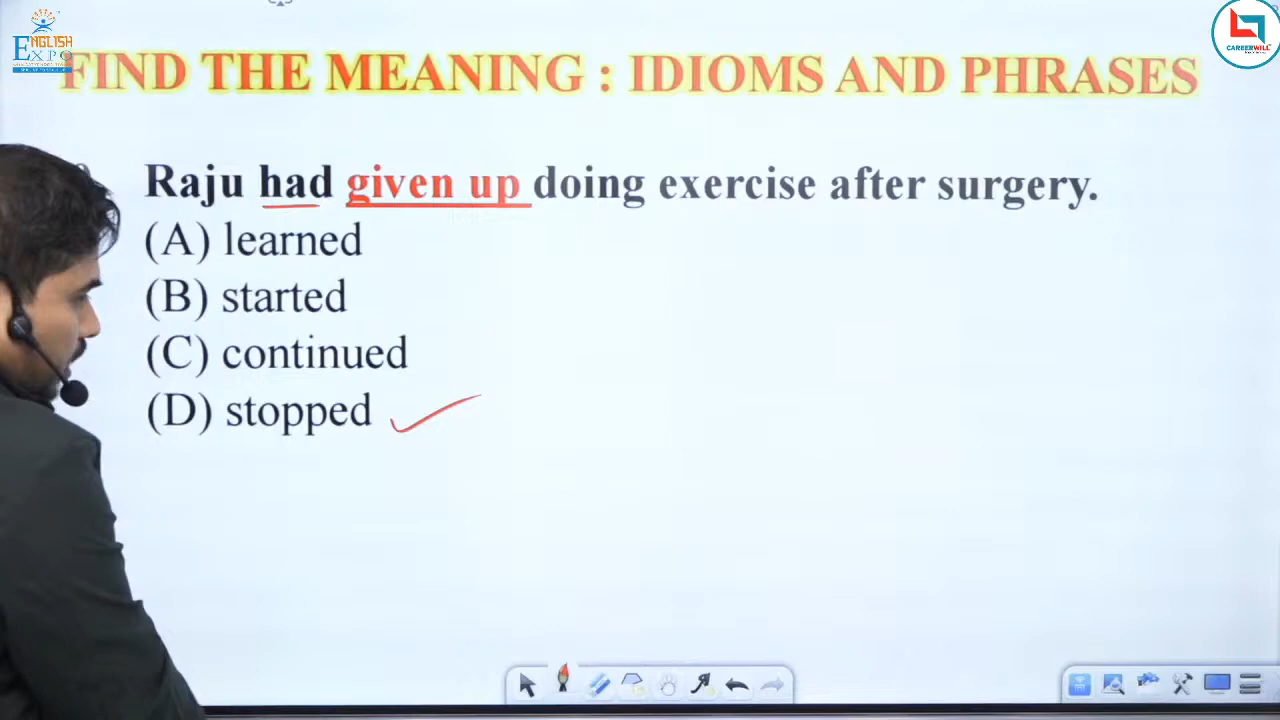 ENGLISH
EXPO
CAREERWILL
FIND THE MEANING : IDIOMS AND PHRASES
Raju had given up doing exercise after surgery.
(A) learned
(B) started
(C) continued
(D) stopped